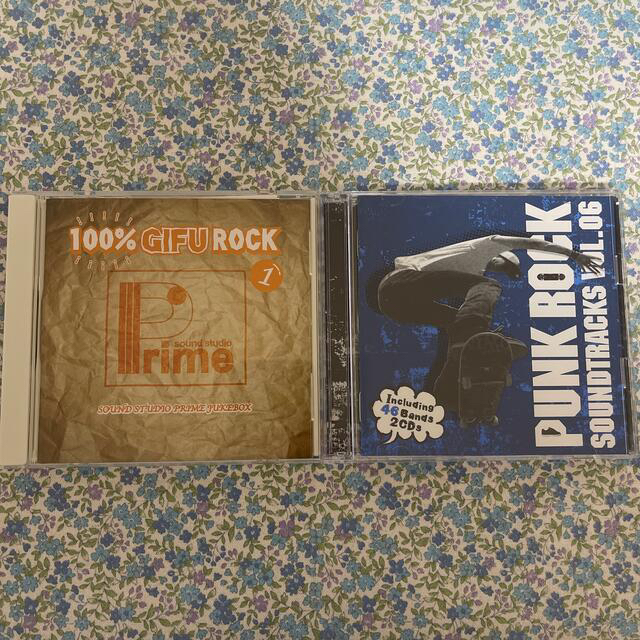 100% GIFU ROCK
1
sound studio
Prime
SOUND STUDIO PRIME JUKEBOX
PUNK ROCK
SOUNDTRACKS VOL.06
Including
46 Bands
2CDs